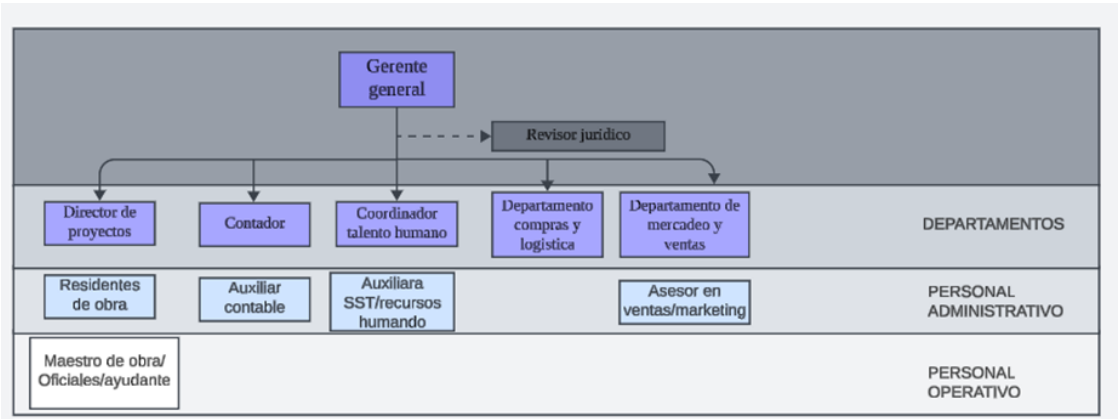 Gerente
general
Revisor jurídico
Director de
proyectos
Contador
Coordinador
talento humano
Departamento
compras y
logística
Departamento de
mercadeo y
ventas
DEPARTAMENTOS
Residentes
de obra
Auxiliar
contable
Auxiliara
SST/recursos
humando
Asesor en
ventas/marketing
PERSONAL
ADMINISTRATIVO
Maestro de obra/
Oficiales/ayudante
PERSONAL
OPERATIVO